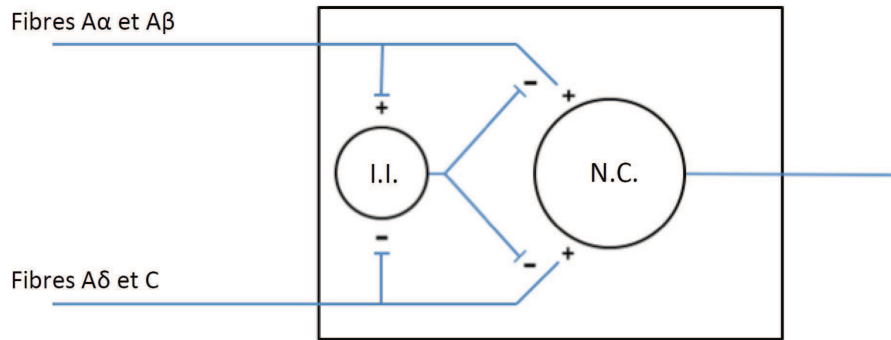 Fibres Aα et Aβ
- +
+
I.I. N.C.
-
- +
Fibres Aδ et C